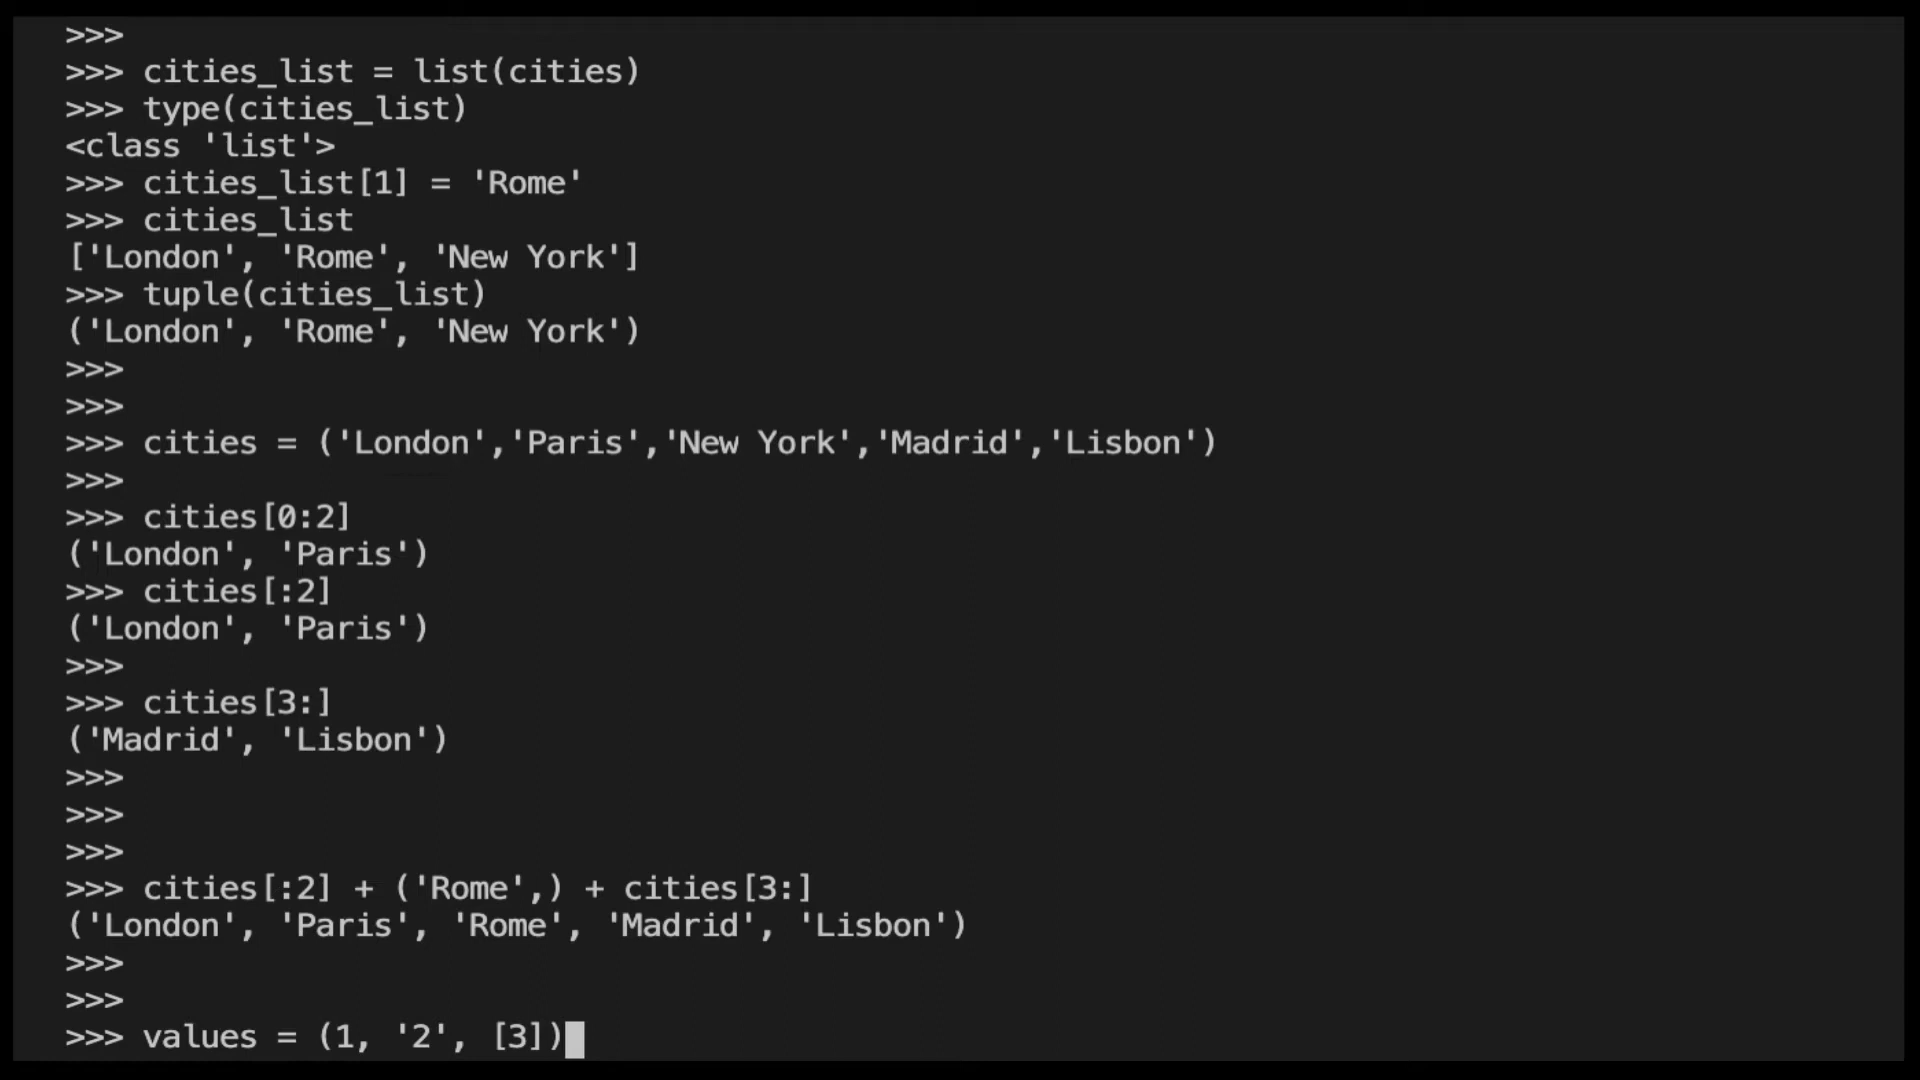 >>>
>>> cities_list = list(cities)
>>> type(cities_list)
<class 'list'>
>>> cities_list[1] = 'Rome'
>>> cities_list
['London', 'Rome', 'New York']
>>> tuple(cities_list)
('London', 'Rome', 'New York')
>>>
>>>
>>> cities = ('London','Paris','New York','Madrid','Lisbon')
>>>
>>> cities[0:2]
('London', 'Paris')
>>> cities[:2]
('London', 'Paris')
>>>
>>> cities[3:]
('Madrid', 'Lisbon')
>>>
>>>
>>>
>>> cities[:2] + ('Rome',) + cities[3:]
('London', 'Paris', 'Rome', 'Madrid', 'Lisbon')
>>>
>>>
>>> values = (1, '2', [3])